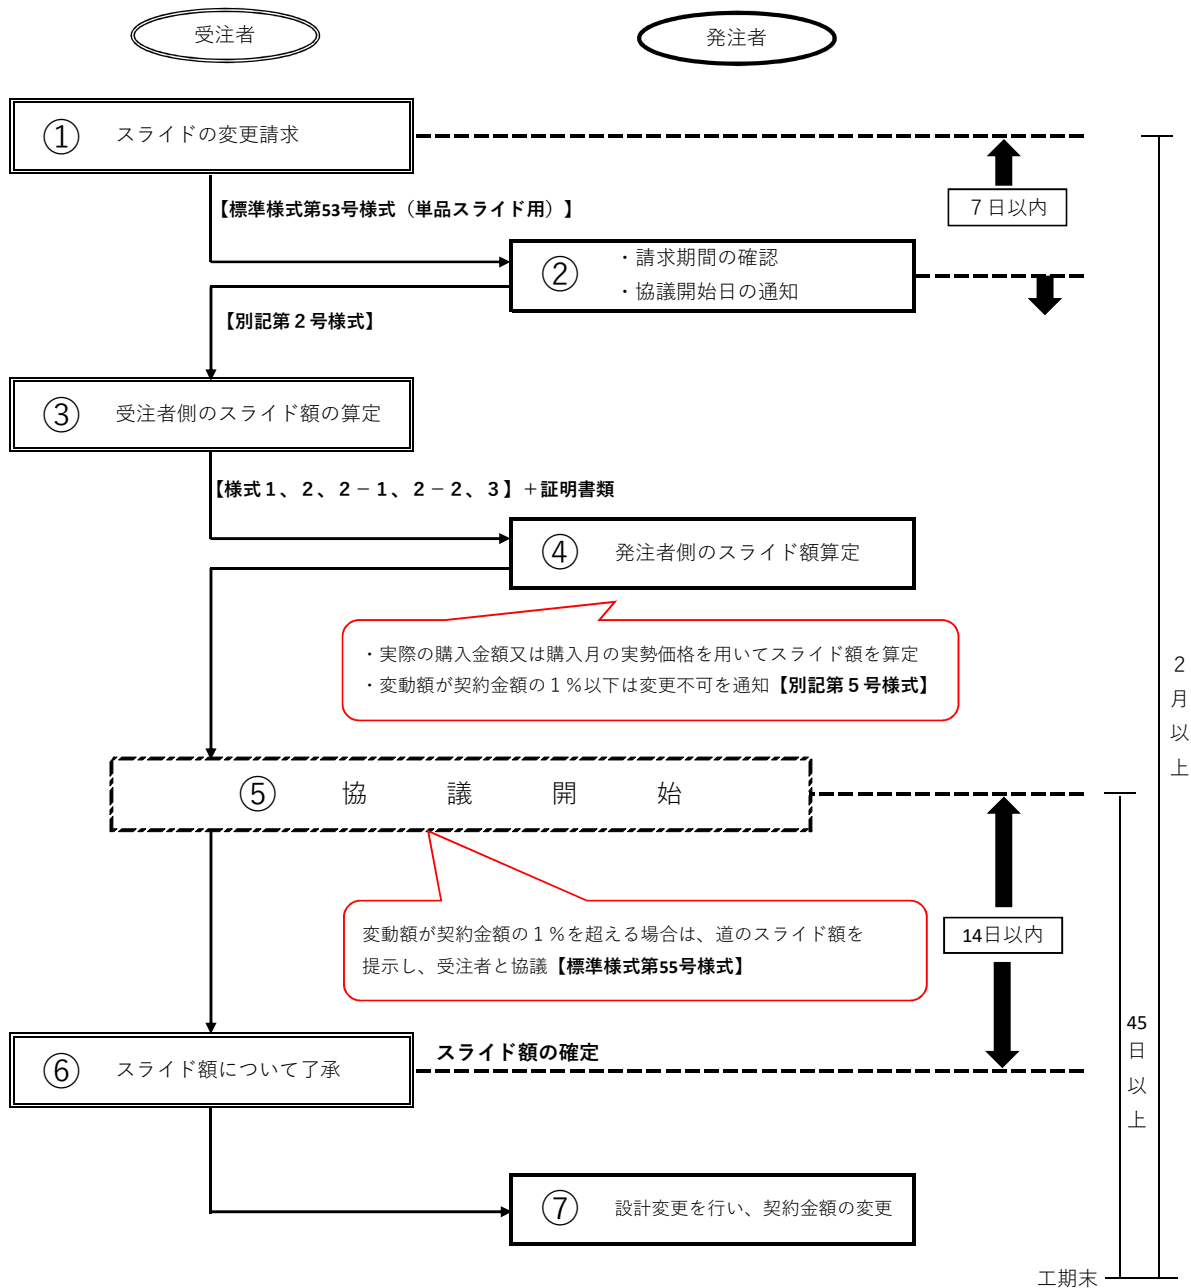 受注者
発注者
① スライドの変更請求
７日以内
【標準様式第53号様式（単品スライド用）】
② ・請求期間の確認
・協議開始日の通知
【別記第２号様式】
③ 受注者側のスライド額の算定
【様式１、２、２－１、２－２、３】＋証明書類
④ 発注者側のスライド額算定
・実際の購入金額又は購入月の実勢価格を用いてスライド額を算定
・変動額が契約金額の１％以下は変更不可を通知【別記第５号様式】
２月以上
⑤ 協議開始
変動額が契約金額の１％を超える場合は、道のスライド額を
提示し、受注者と協議【標準様式第55号様式】
14日以内
45日以上
⑥ スライド額について了承
スライド額の確定
⑦ 設計変更を行い、契約金額の変更
工期末